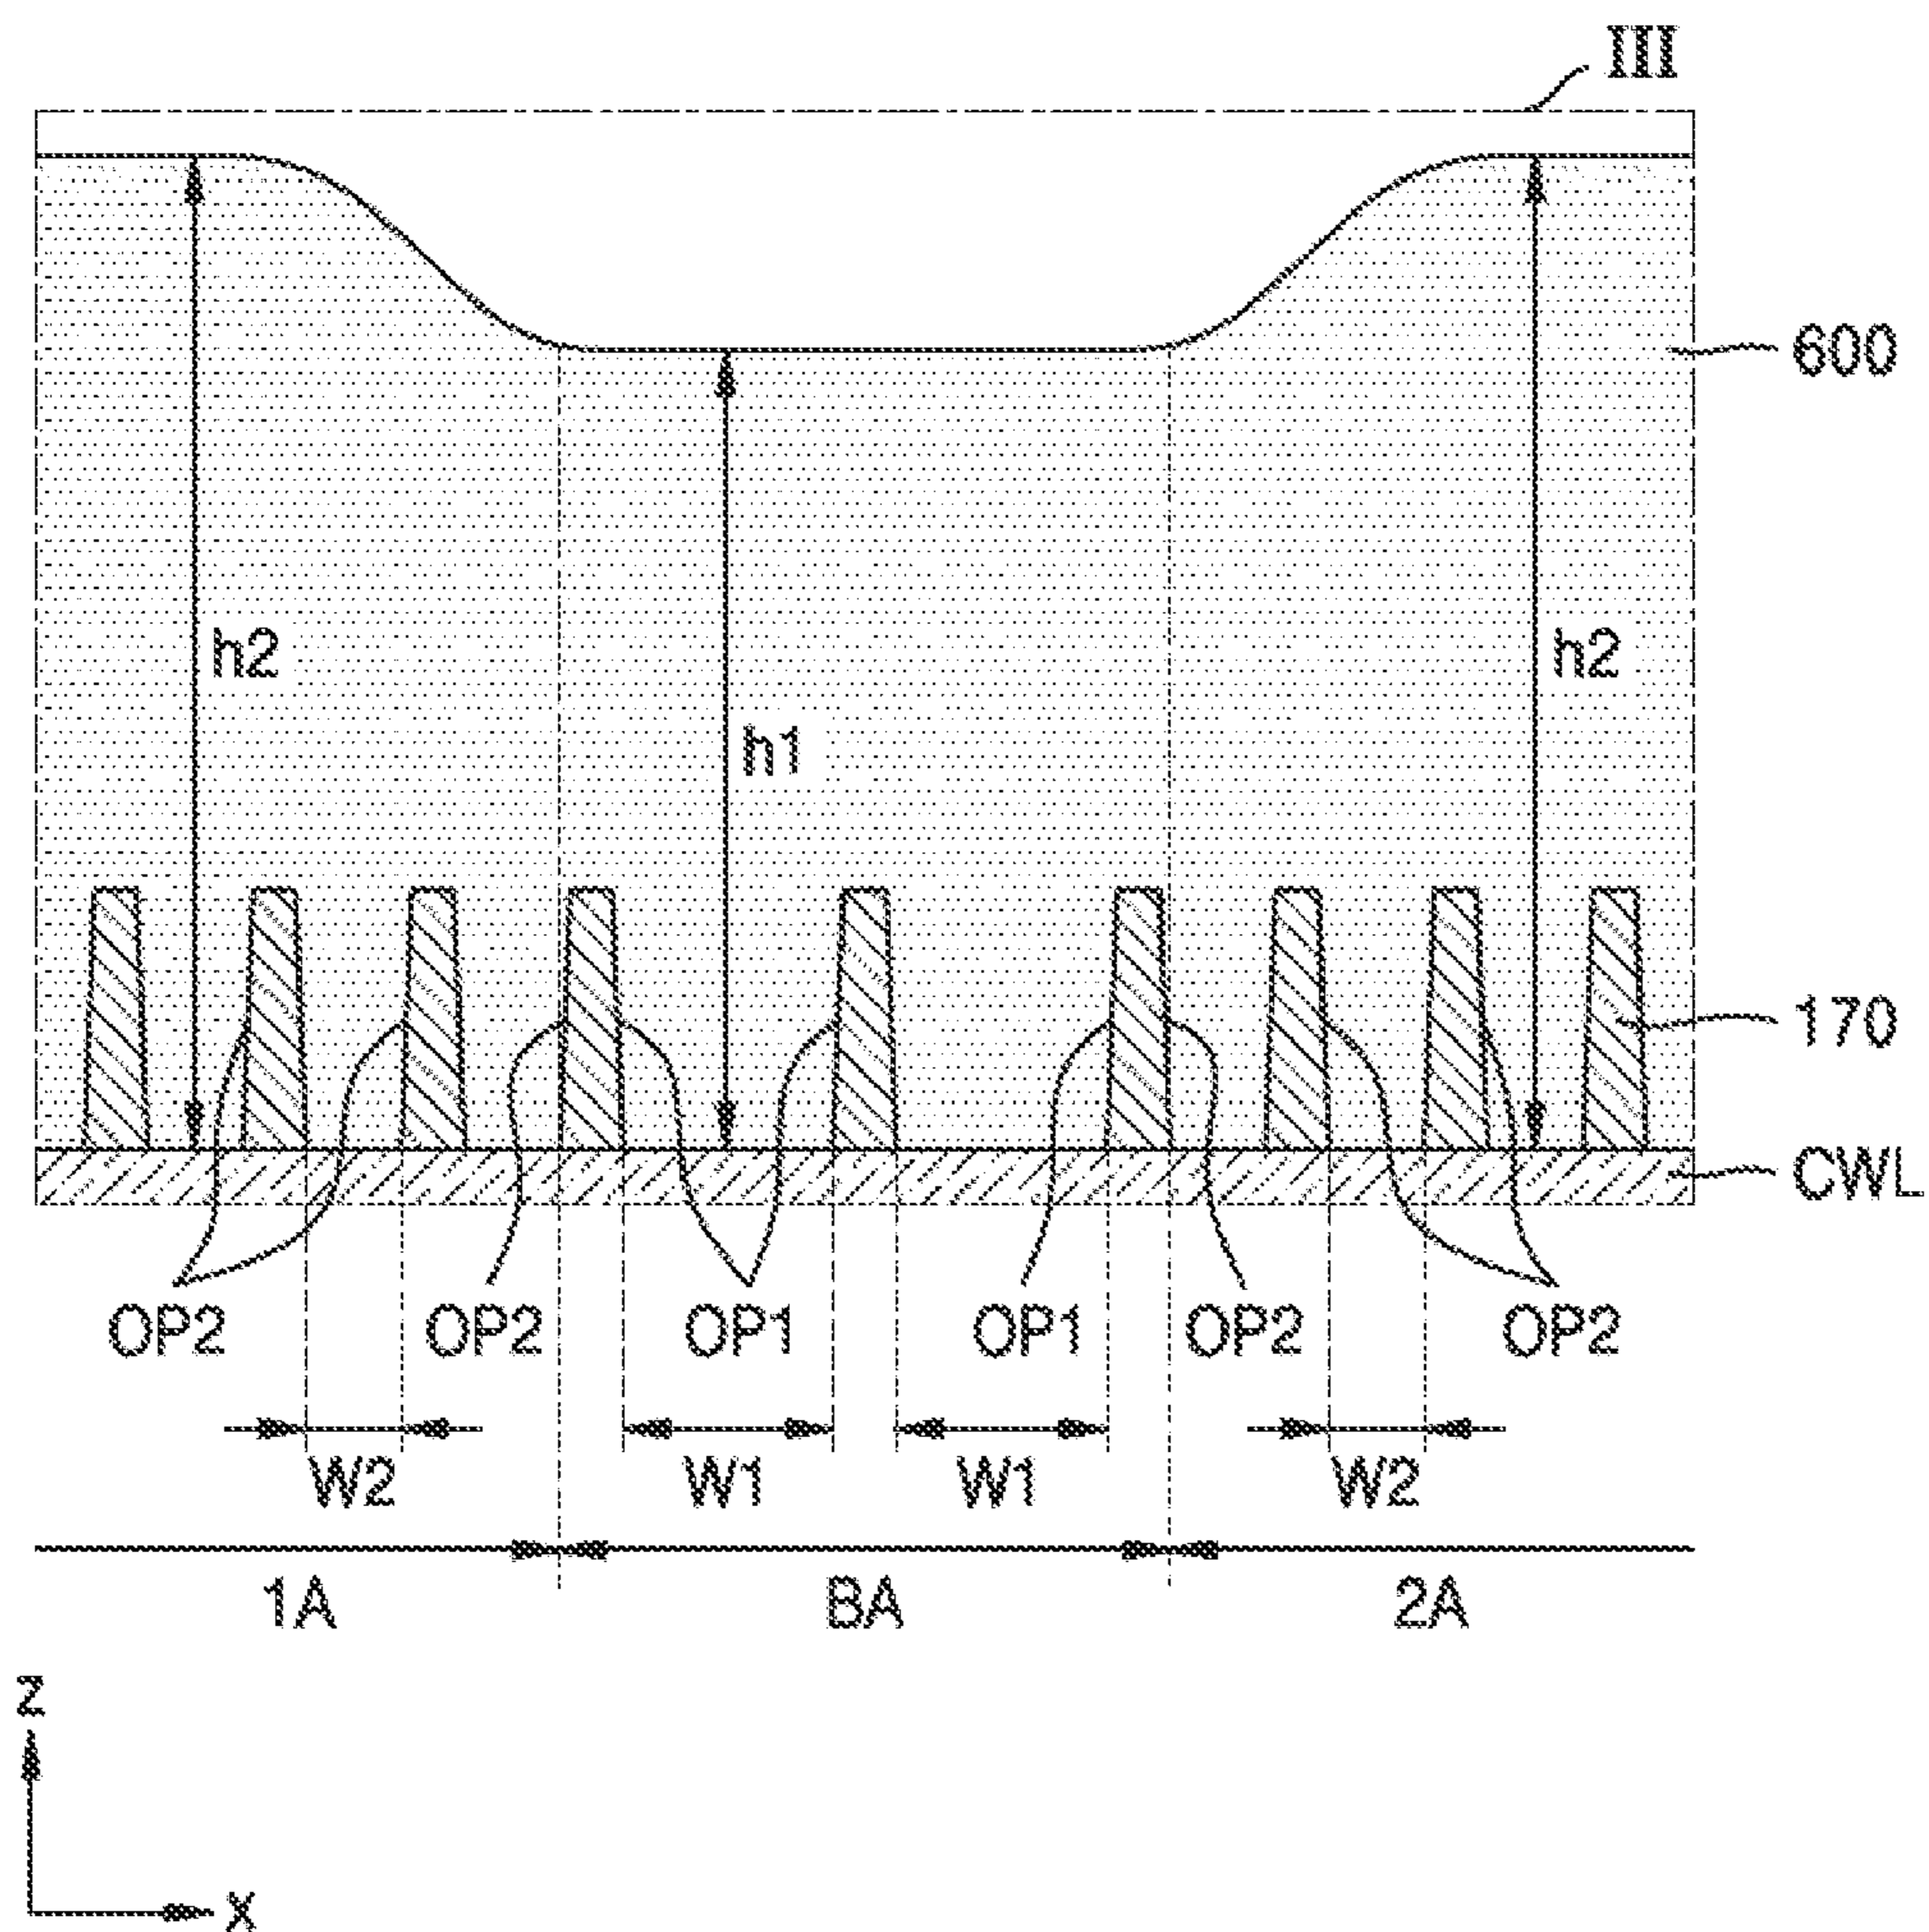 III
600
h2
h2
h1
170
CWL
OP2 OP2 OP1 OP1 OP2 OP2
W2 W1 W1 W2
1A BA 2A
z
x